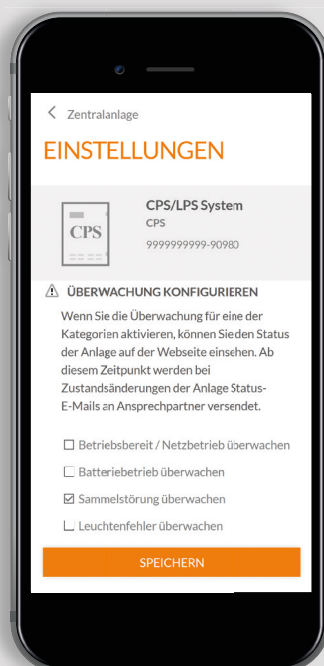 Zentralanlage
EINSTELLUNGEN
CPS/LPS System
CPS
CPS
9999999999-90980
ÜBERWACHUNG KONFIGURIEREN
Wenn Sie die Überwachung für eine der
Kategorien aktivieren, können Sieden Status
der Anlage auf der Webseite einsehen. Ab
diesem Zeitpunkt werden bei
Zustandsänderungen der Anlage Status-
E-Mails an Ansprechpartner versendet.
Betriebsbereit / Netzbetrieb überwachen
Batteriebetrieb überwachen
Sammelstörung überwachen
Leuchtenfehler überwachen
SPEICHERN